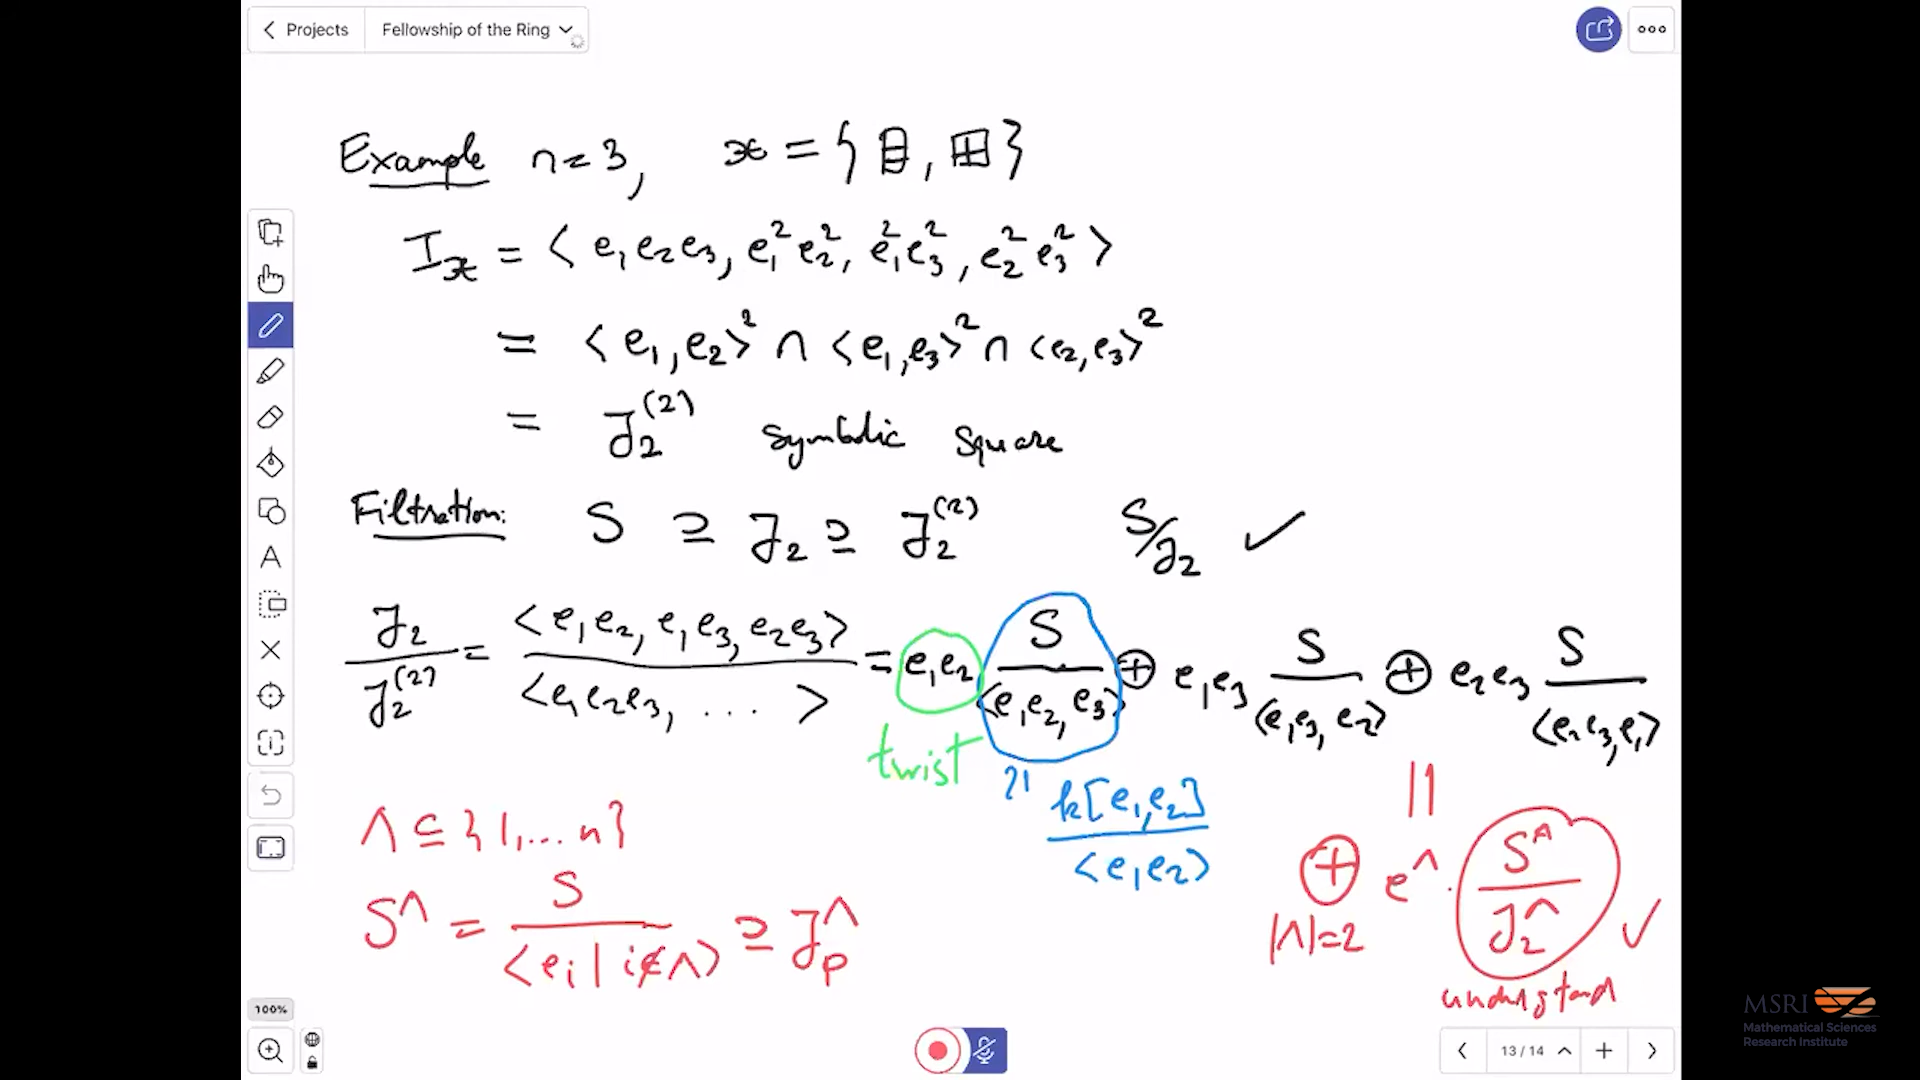 Projects Fellowship of the Ring
Example n=3, 𝒳 = { , }
I_𝒳 = ⟨ e₁e₂e₃, e₁²e₂², e₁²e₃², e₂²e₃² ⟩
= ⟨e₁,e₂⟩² ∩ ⟨e₁,e₃⟩² ∩ ⟨e₂,e₃⟩²
= J₂⁽²⁾ symbolic square
Filtration: S ⊇ J₂ ⊇ J₂⁽²⁾ S/J₂ ✓
J₂/J₂⁽²⁾ = ⟨e₁e₂, e₁e₃, e₂e₃⟩/⟨e₁e₂e₃, ....⟩ = e₁e₂ S/⟨e₁e₂, e₃⟩ ⊕ e₁e₃ S/⟨e₁e₃, e₂⟩ ⊕ e₂e₃ S/⟨e₂e₃, e₁⟩
twist ≀| k[e₁,e₂]/⟨e₁e₂⟩ ||
Λ ⊆ {1,...n} ⊕_{|Λ|=2} e^Λ · S^Λ/J₂^Λ ✓
S^Λ = S/⟨eᵢ | i∉Λ⟩ ⊇ J_p^Λ
understand
100%
13 / 14
MSRI
Mathematical Sciences
Research Institute